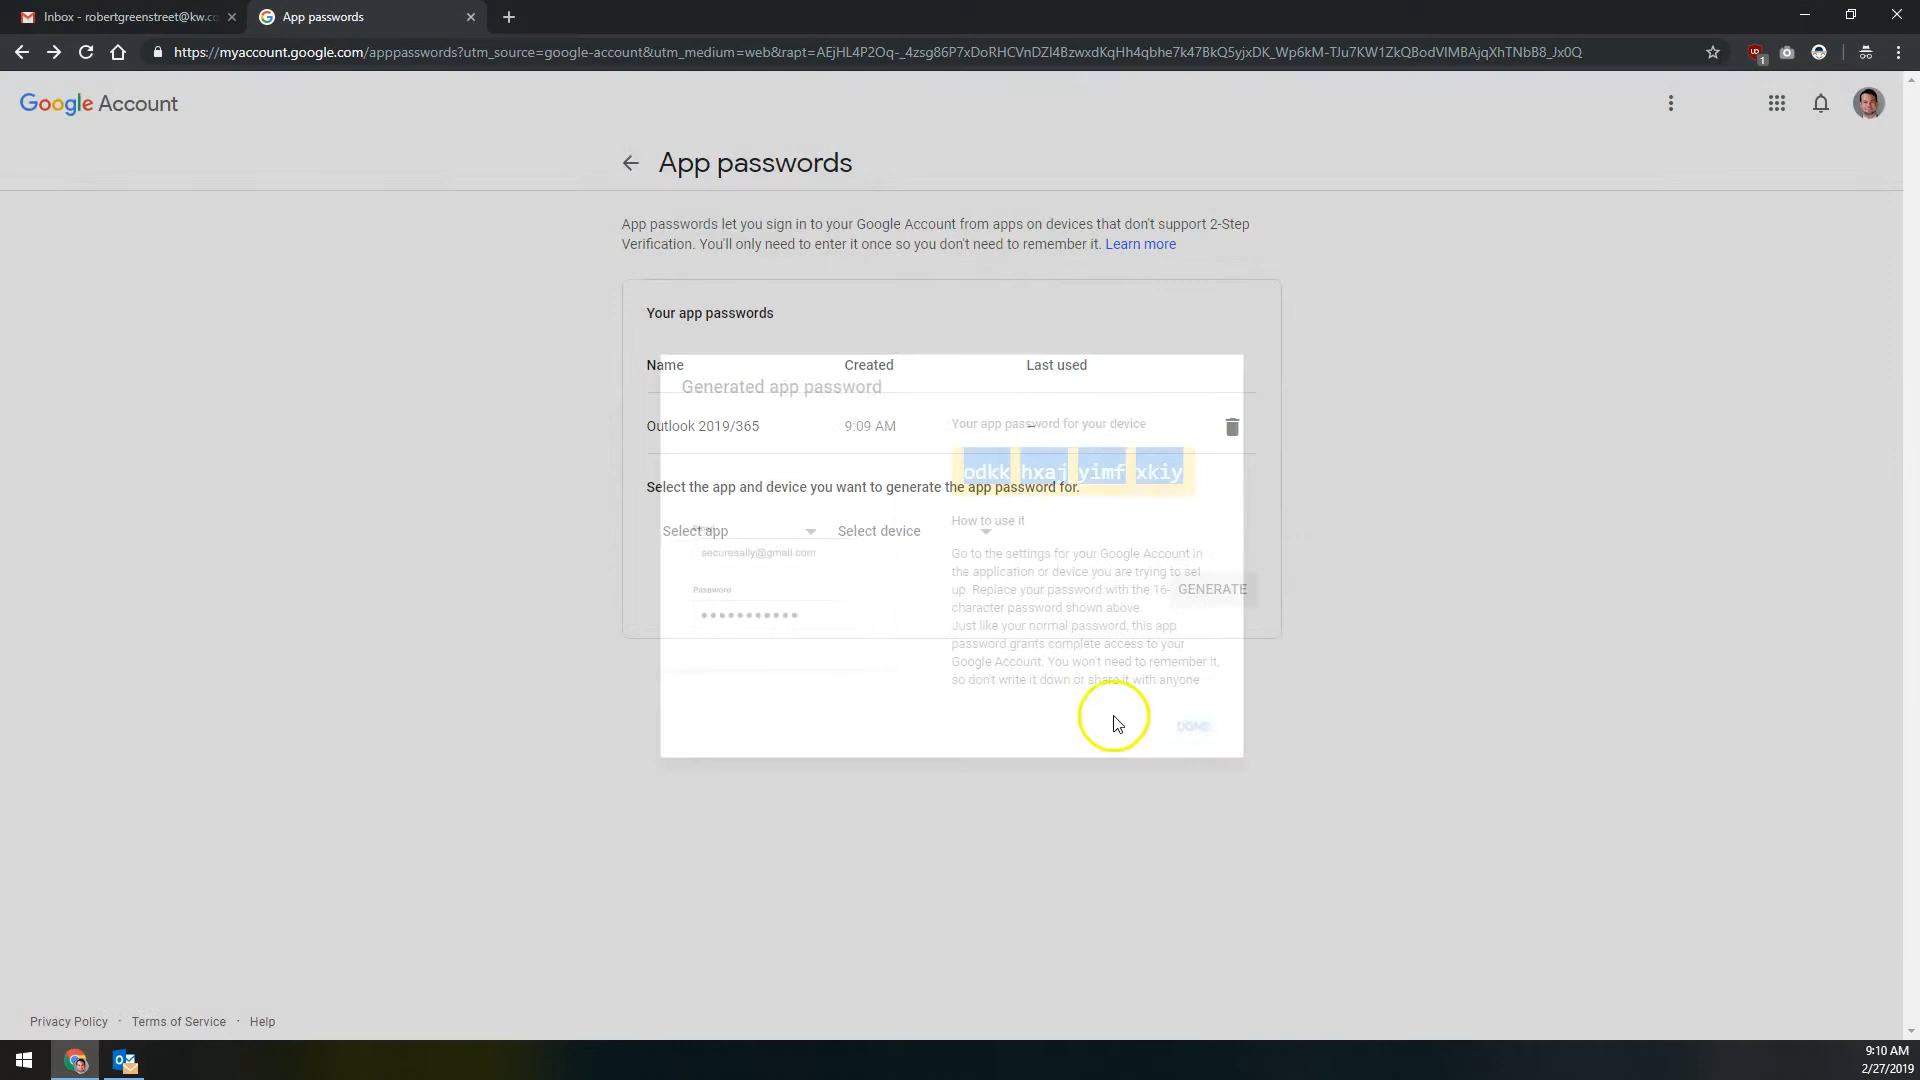 Inbox - robertgreenstreet@kw.co
App passwords
https://myaccount.google.com/apppasswords?utm_source=google-account&utm_medium=web&rapt=AEjHL4P2Oq-_4zsg86P7xDoRHCVnDZl4BzwxdKqHh4qbhe7k47BkQ5yjxDK_Wp6kM-TJu7KW1ZkQBodVlMBAjqXhTNbB8_Jx0Q
1
Google Account
App passwords
App passwords let you sign in to your Google Account from apps on devices that don't support 2-Step
Verification. You'll only need to enter it once so you don't need to remember it. Learn more
Your app passwords
Name Created Last used
Generated app password
Outlook 2019/365 9:09 AM –
Your app password for your device
odkk hxaj yimf xkiy
Select the app and device you want to generate the app password for.
How to use it
Select app Select device
Email
securesally@gmail.com
Go to the settings for your Google Account in
the application or device you are trying to set
up. Replace your password with the 16-
character password shown above.
GENERATE
Password
Just like your normal password, this app
password grants complete access to your
Google Account. You won't need to remember it,
so don't write it down or share it with anyone
DONE
Privacy Policy · Terms of Service · Help
9:10 AM
2/27/2019